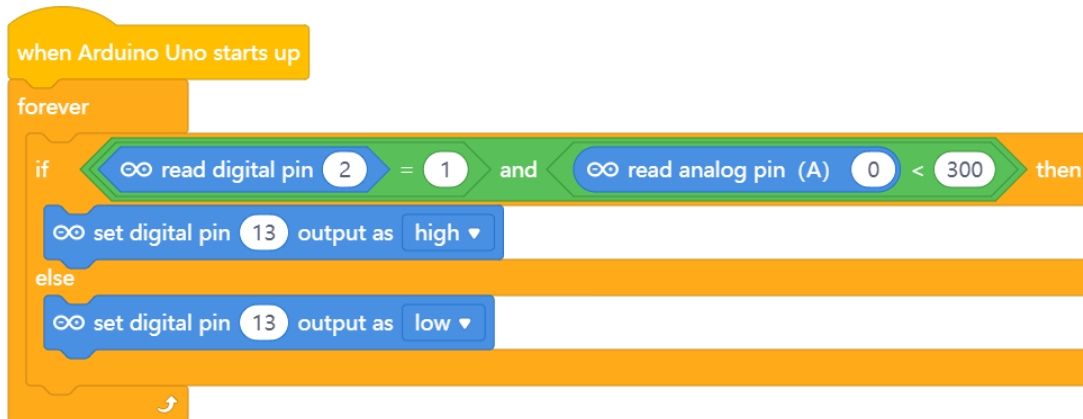 when Arduino Uno starts up
forever
if read digital pin 2 = 1 and read analog pin (A) 0 < 300 then
set digital pin 13 output as high
else
set digital pin 13 output as low